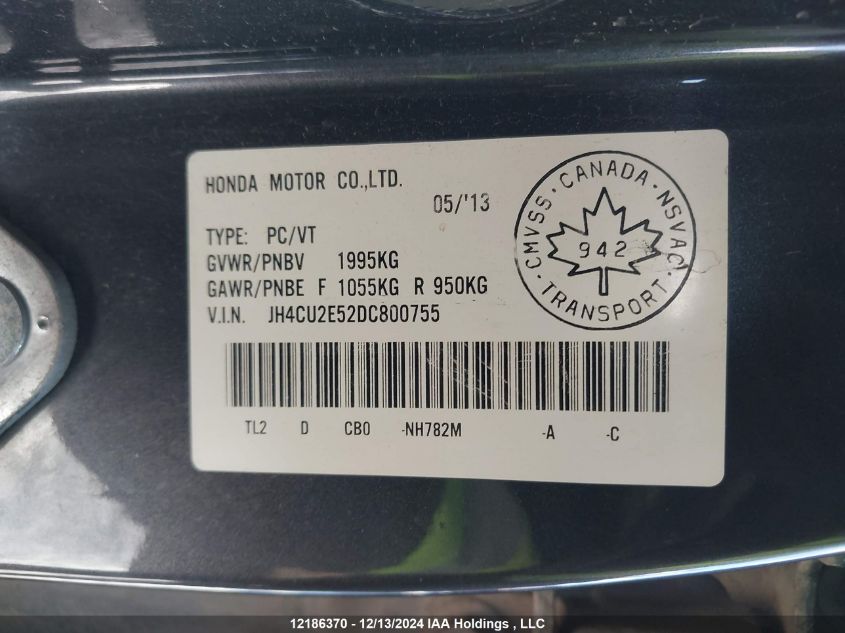 HONDA MOTOR CO.,LTD.
05/'13
TYPE: PC/VT
GVWR/PNBV 1995KG
GAWR/PNBE F 1055KG R 950KG
V.I.N. JH4CU2E52DC800755
CMVSS · CANADA · NSVAC
942
TRANSPORT
TL2 D CB0 -NH782M -A -C
12186370 - 12/13/2024 IAA Holdings , LLC